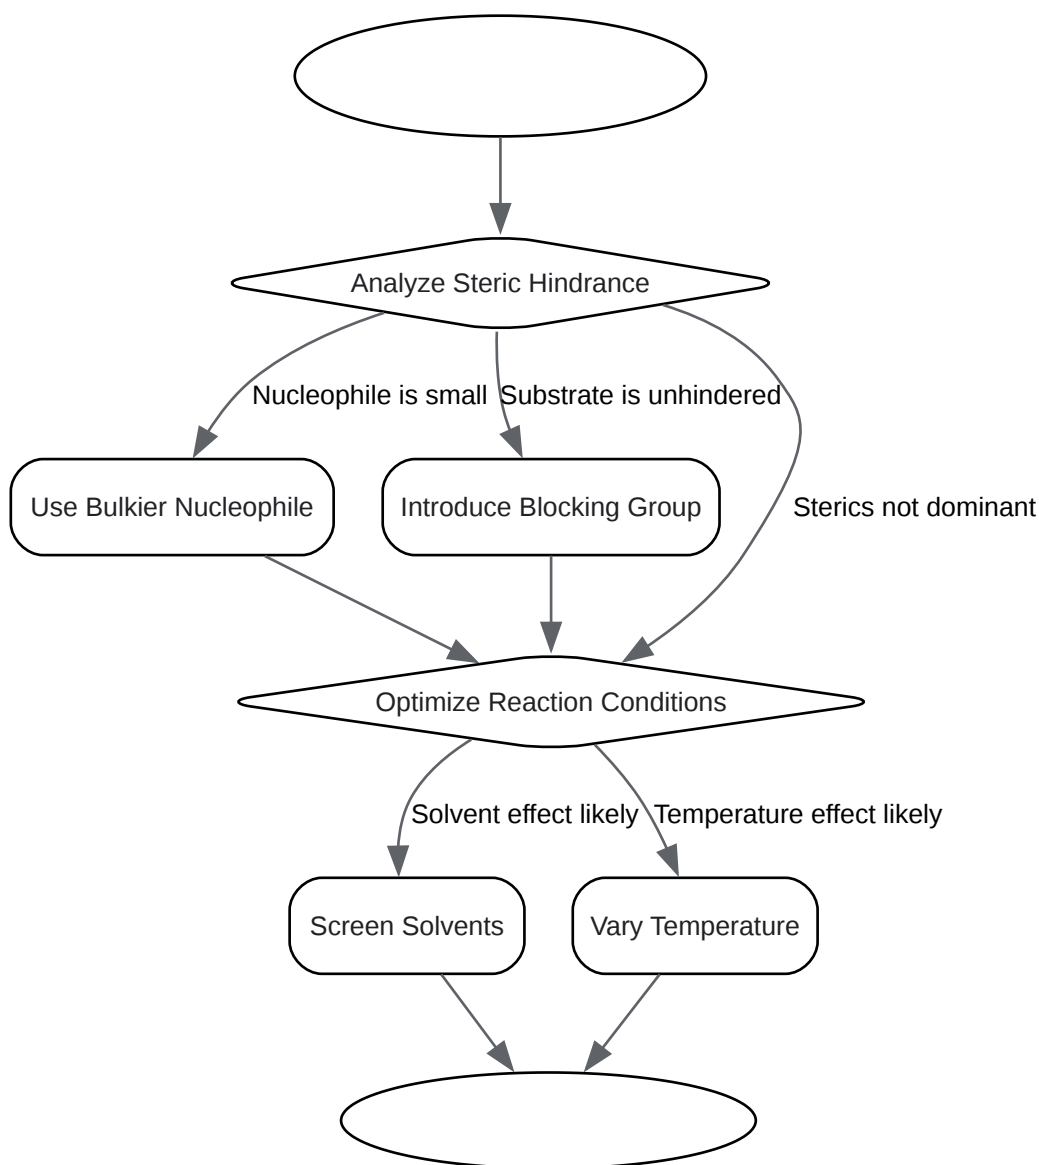 Analyze Steric Hindrance
Nucleophile is small
Substrate is unhindered
Use Bulkier Nucleophile
Introduce Blocking Group
Sterics not dominant
Optimize Reaction Conditions
Solvent effect likely
Temperature effect likely
Screen Solvents
Vary Temperature